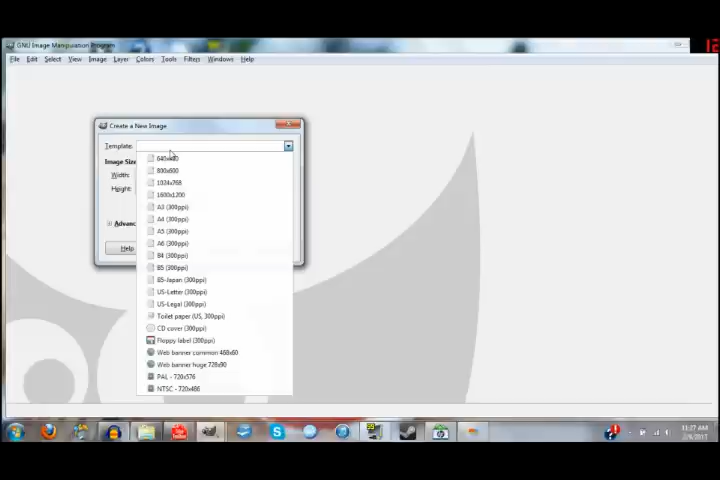 GNU Image Manipulation Program
File Edit Select View Image Layer Colors Tools Filters Windows Help
Create a New Image
Template:
640x480
Image Size
800x600
Width:
1024x768
Height:
1600x1200
A3 (300ppi)
A4 (300ppi)
Advanc
A5 (300ppi)
A6 (300ppi)
Help
B4 (300ppi)
B5 (300ppi)
B5-Japan (300ppi)
US-Letter (300ppi)
US-Legal (300ppi)
Toilet paper (US, 300ppi)
CD cover (300ppi)
Floppy label (300ppi)
Web banner common 468x60
Web banner huge 728x90
PAL - 720x576
NTSC - 720x486
11:27 AM